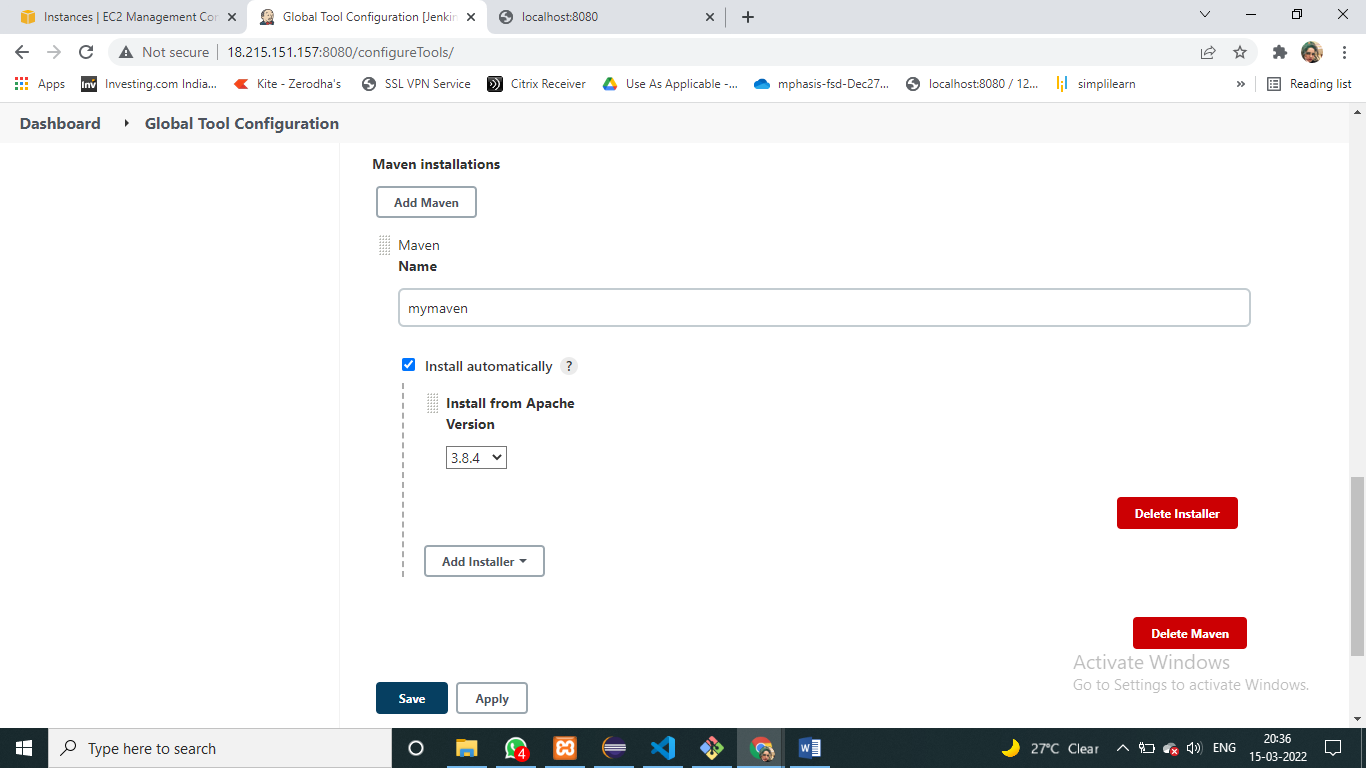 Instances | EC2 Management Con
Global Tool Configuration [Jenkin
localhost:8080
Not secure
18.215.151.157:8080/configureTools/
Apps
Inv
Investing.com India...
Kite - Zerodha's
SSL VPN Service
Citrix Receiver
Use As Applicable -...
mphasis-fsd-Dec27...
localhost:8080 / 12...
simplilearn
»
Reading list
Dashboard
Global Tool Configuration
Maven installations
Add Maven
Maven
Name
mymaven
Install automatically ?
Install from Apache
Version
3.8.4
Delete Installer
Add Installer
Delete Maven
Activate Windows
Go to Settings to activate Windows.
Save
Apply
Type here to search
4
27°C Clear
ENG
20:36
15-03-2022